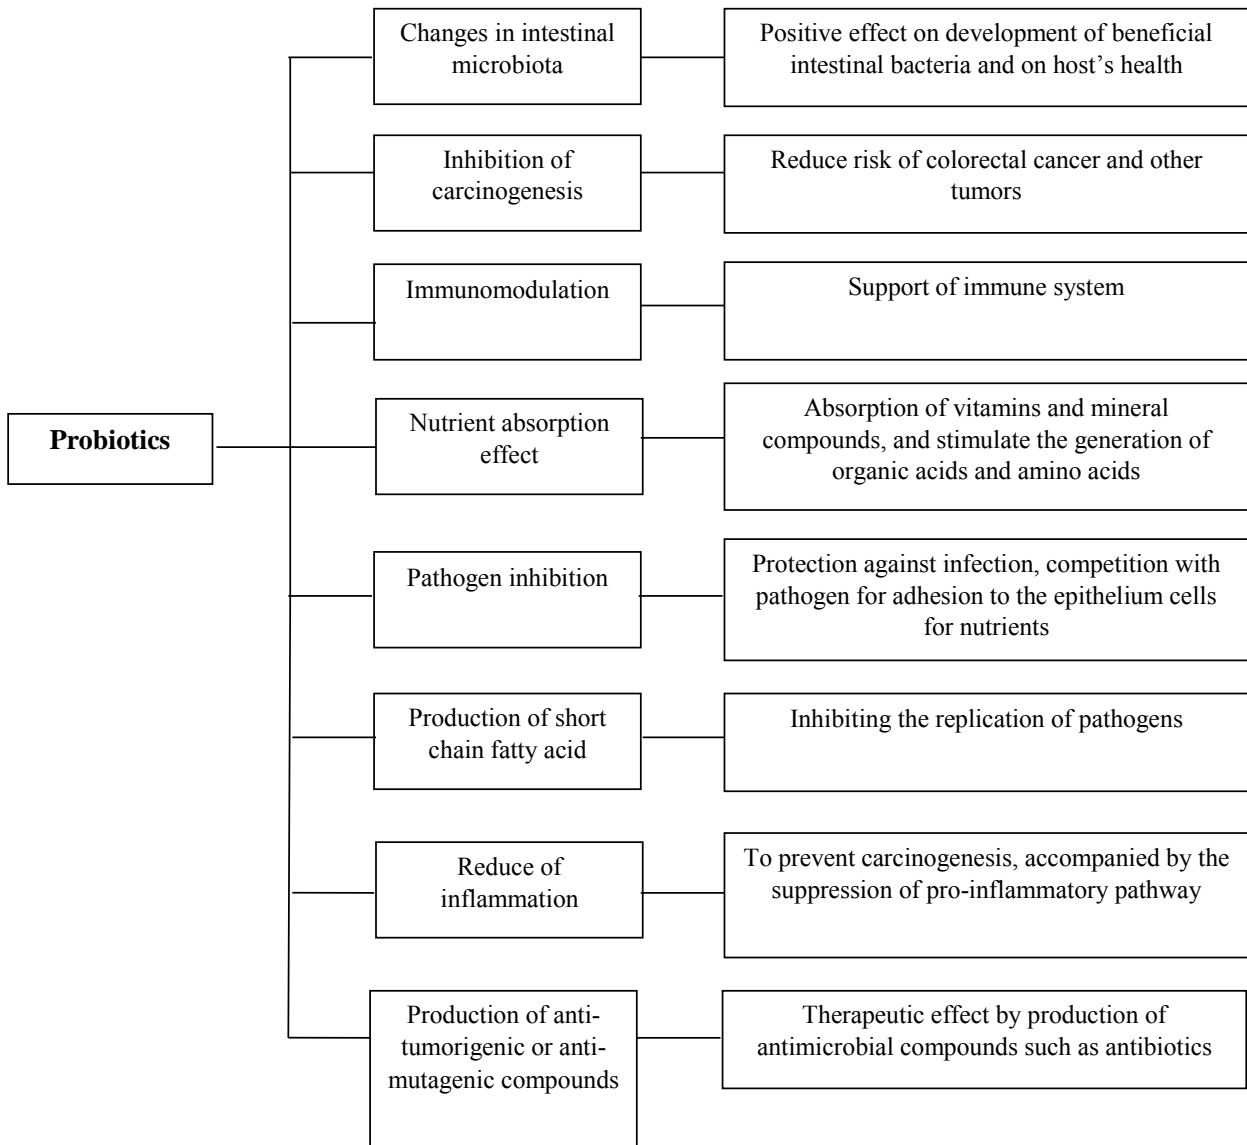 Changes in intestinal
microbiota
Positive effect on development of beneficial
intestinal bacteria and on host's health
Inhibition of
carcinogenesis
Reduce risk of colorectal cancer and other
tumors
Immunomodulation
Support of immune system
Probiotics
Nutrient absorption
effect
Absorption of vitamins and mineral
compounds, and stimulate the generation of
organic acids and amino acids
Pathogen inhibition
Protection against infection, competition with
pathogen for adhesion to the epithelium cells
for nutrients
Production of short
chain fatty acid
Inhibiting the replication of pathogens
Reduce of
inflammation
To prevent carcinogenesis, accompanied by the
suppression of pro-inflammatory pathway
Production of anti-
tumorigenic or anti-
mutagenic compounds
Therapeutic effect by production of
antimicrobial compounds such as antibiotics